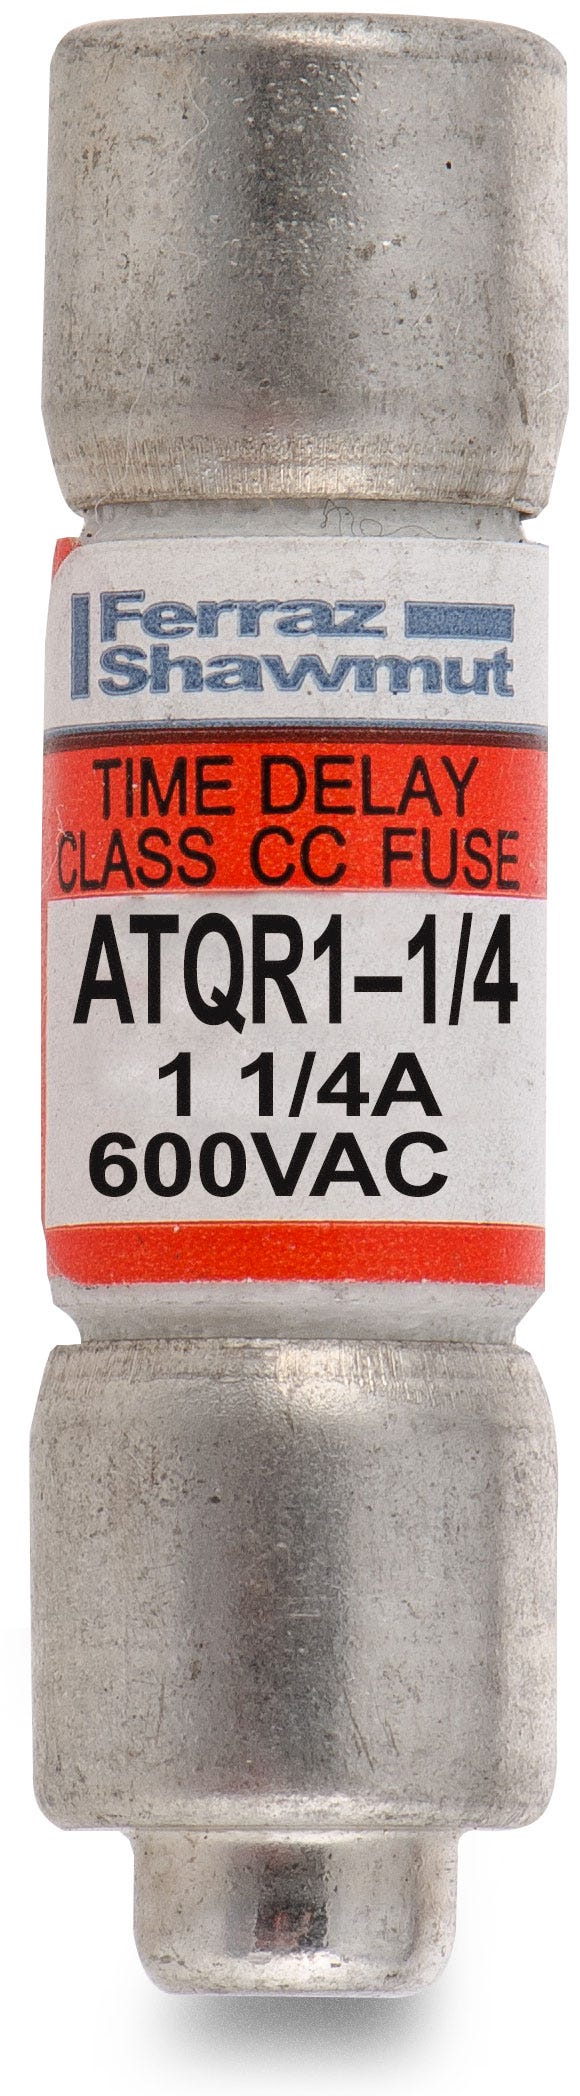 Ferraz
Shawmut
TIME DELAY
CLASS CC FUSE
ATQR1-1/4
1 1/4A
600VAC